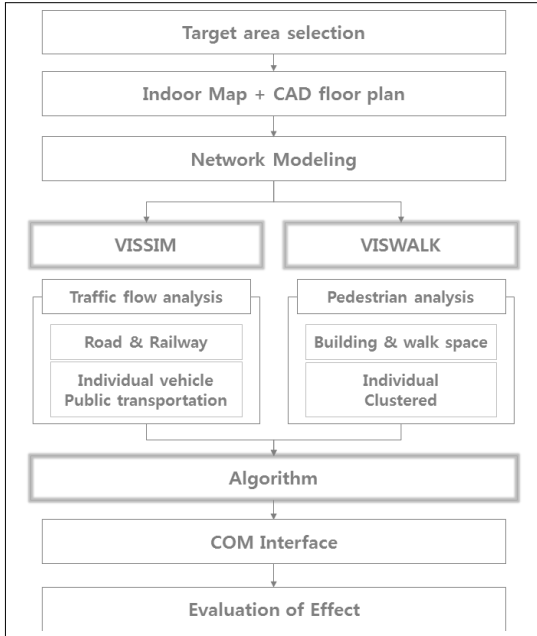 Target area selection
Indoor Map + CAD floor plan
Network Modeling
VISSIM
VISWALK
Traffic flow analysis
Road & Railway
Individual vehicle
Public transportation
Pedestrian analysis
Building & walk space
Individual
Clustered
Algorithm
COM Interface
Evaluation of Effect